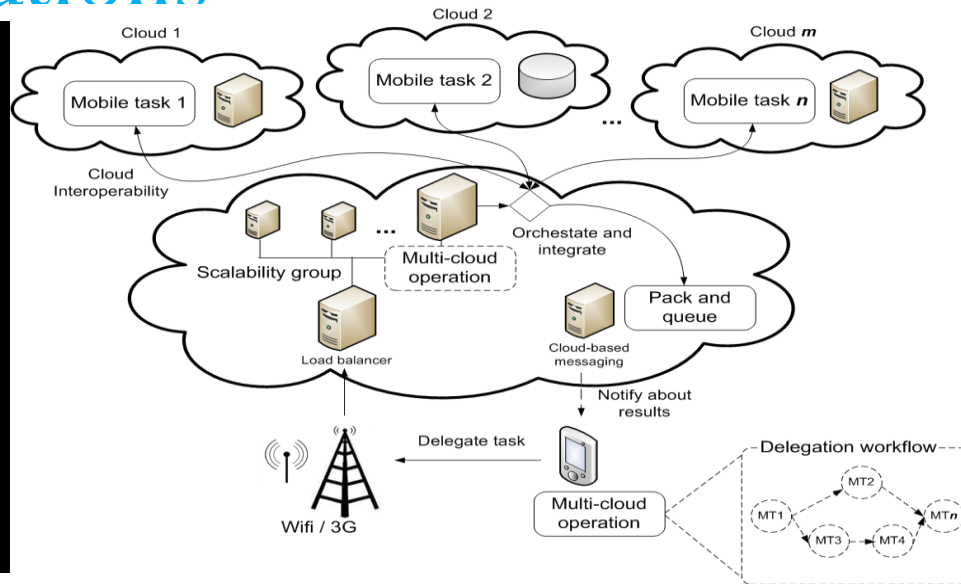 Cloud 1
Cloud 2
Cloud m
Mobile task 1
Mobile task 2
Mobile task n
...
Cloud
Interoperability
...
Orchestate and
integrate
Scalability group
Multi-cloud
operation
Pack and
queue
Load balancer
Cloud-based
messaging
Notify about
results
Delegate task
Wifi / 3G
Multi-cloud
operation
Delegation workflow
MT1
MT2
MTn
MT3
MT4